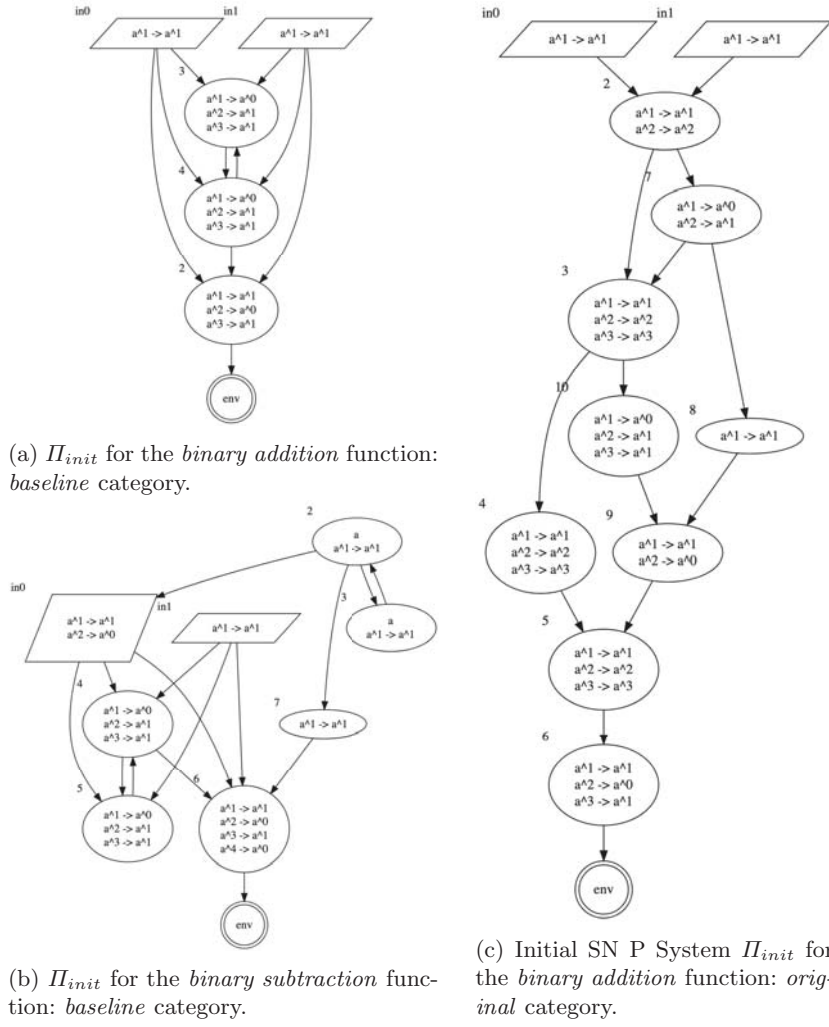 in0
in1
a^1 -> a^1
a^1 -> a^1
3
a^1 -> a^0
a^2 -> a^1
a^3 -> a^1
4
a^1 -> a^0
a^2 -> a^1
a^3 -> a^1
2
a^1 -> a^1
a^2 -> a^0
a^3 -> a^1
env
(a) Π_init for the binary addition function:
baseline category.
2
a
a^1 -> a^1
3
a
a^1 -> a^1
in0
a^1 -> a^1
a^2 -> a^0
in1
a^1 -> a^1
4
a^1 -> a^0
a^2 -> a^1
a^3 -> a^1
7
a^1 -> a^1
5
a^1 -> a^0
a^2 -> a^1
a^3 -> a^1
6
a^1 -> a^1
a^2 -> a^0
a^3 -> a^1
a^4 -> a^0
env
(b) Π_init for the binary subtraction func-
tion: baseline category.
in0
in1
a^1 -> a^1
a^1 -> a^1
2
a^1 -> a^1
a^2 -> a^2
7
a^1 -> a^0
a^2 -> a^1
3
a^1 -> a^1
a^2 -> a^2
a^3 -> a^3
10
a^1 -> a^0
a^2 -> a^1
a^3 -> a^1
8
a^1 -> a^1
4
a^1 -> a^1
a^2 -> a^2
a^3 -> a^3
9
a^1 -> a^1
a^2 -> a^0
5
a^1 -> a^1
a^2 -> a^2
a^3 -> a^3
6
a^1 -> a^1
a^2 -> a^0
a^3 -> a^1
env
(c) Initial SN P System Π_init for
the binary addition function: orig-
inal category.